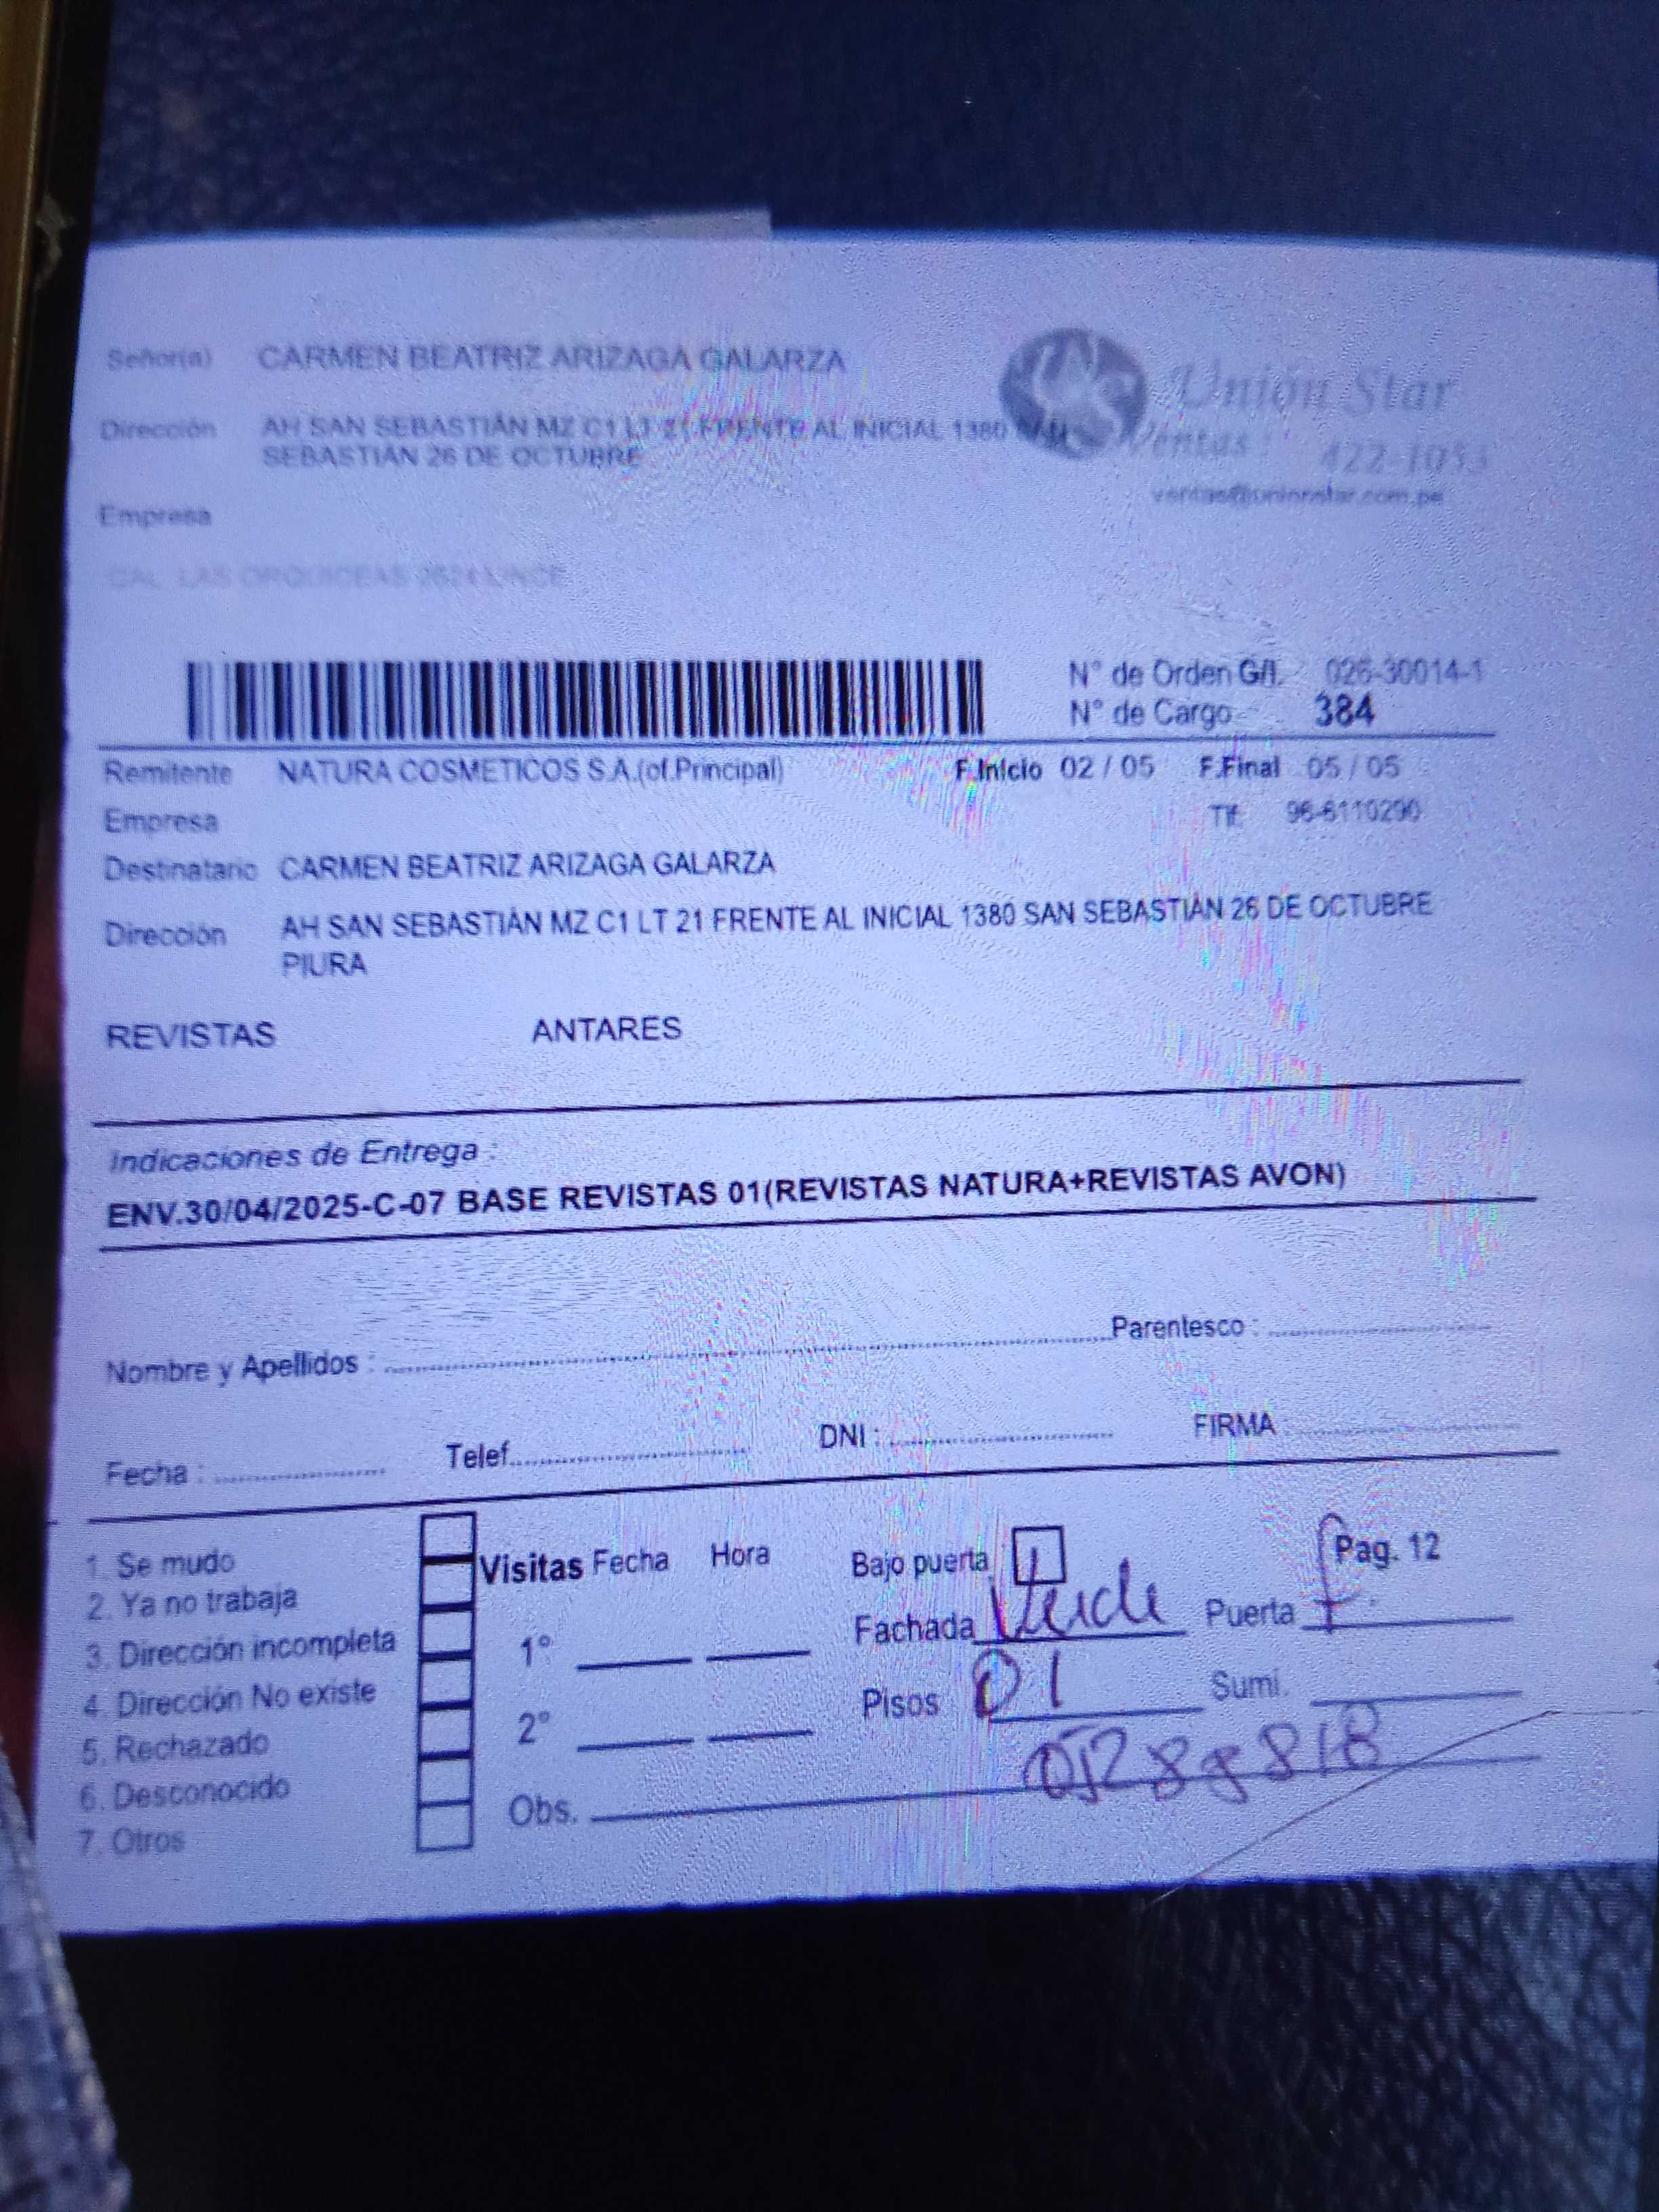 Señor(a) CARMEN BEATRIZ ARIZAGA GALARZA
Unión Star
Dirección AH SAN SEBASTIÁN MZ C1 LT 21 FRENTE AL INICIAL 1380
SEBASTIÁN 26 DE OCTUBRE
Ventas: 422-1053
ventas@unionstar.com.pe
Empresa
CAL. LAS ORQUIDEAS LINCE
N° de Orden G/I. 026-30014-1
N° de Cargo 384
Remitente NATURA COSMETICOS S.A.(of.Principal) F.Inicio 02 / 05 F.Final 05 / 05
Empresa Tlf. 96-6110290
Destinatario CARMEN BEATRIZ ARIZAGA GALARZA
Dirección AH SAN SEBASTIÁN MZ C1 LT 21 FRENTE AL INICIAL 1380 SAN SEBASTIÁN 26 DE OCTUBRE
PIURA
REVISTAS ANTARES
Indicaciones de Entrega :
ENV.30/04/2025-C-07 BASE REVISTAS 01(REVISTAS NATURA+REVISTAS AVON)
Nombre y Apellidos : Parentesco :
Fecha : Telef. DNI : FIRMA
1. Se mudo Visitas Fecha Hora Bajo puerta Pag. 12
2. Ya no trabaja Fachada Verde Puerta F.
3. Dirección incompleta 1°
4. Dirección No existe Pisos 01 Sumi.
5. Rechazado 2°
6. Desconocido Obs.
7. Otros